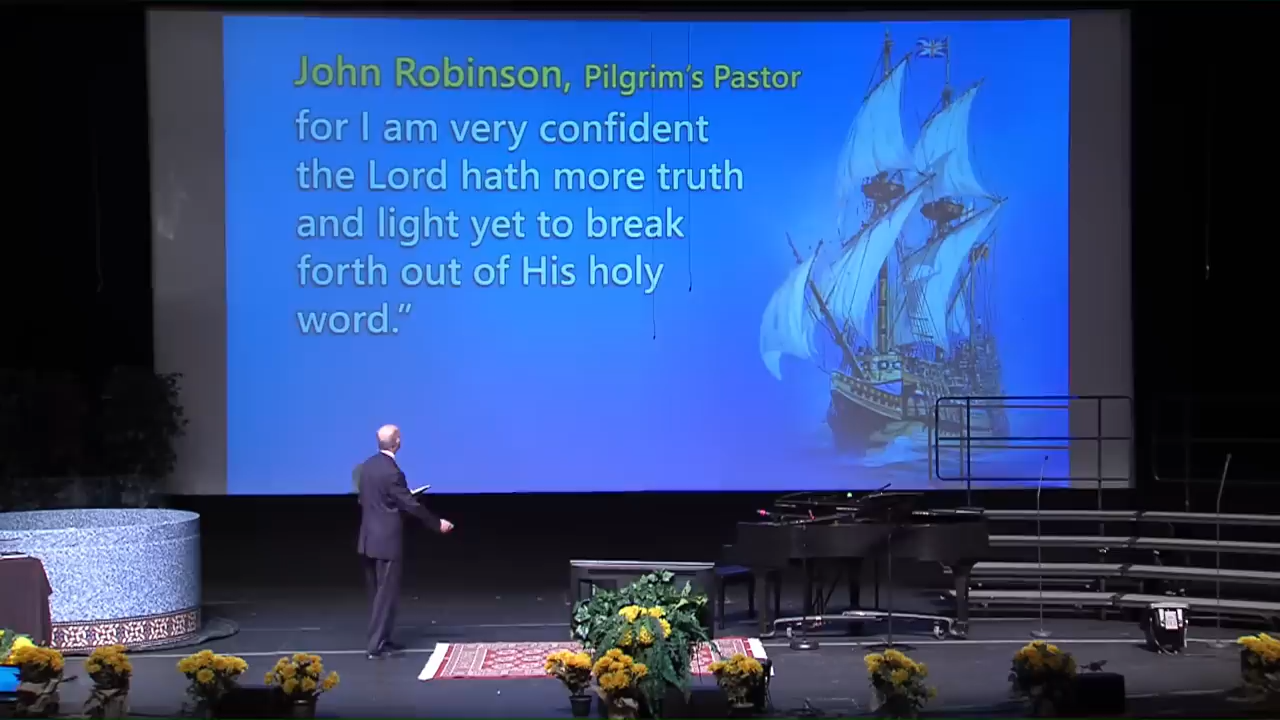 John Robinson, Pilgrim's Pastor
for I am very confident
the Lord hath more truth
and light yet to break
forth out of His holy
word.”